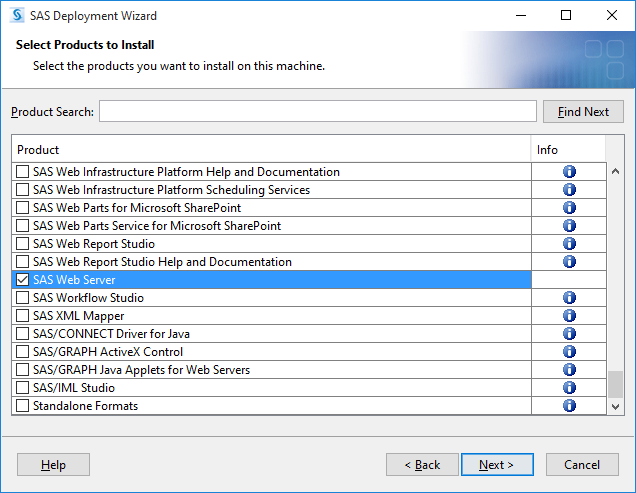 SAS Deployment Wizard
Select Products to Install
Select the products you want to install on this machine.
Product Search:
Find Next
Product Info
SAS Web Infrastructure Platform Help and Documentation
SAS Web Infrastructure Platform Scheduling Services
SAS Web Parts for Microsoft SharePoint
SAS Web Parts Service for Microsoft SharePoint
SAS Web Report Studio
SAS Web Report Studio Help and Documentation
SAS Web Server
SAS Workflow Studio
SAS XML Mapper
SAS/CONNECT Driver for Java
SAS/GRAPH ActiveX Control
SAS/GRAPH Java Applets for Web Servers
SAS/IML Studio
Standalone Formats
Help < Back Next > Cancel